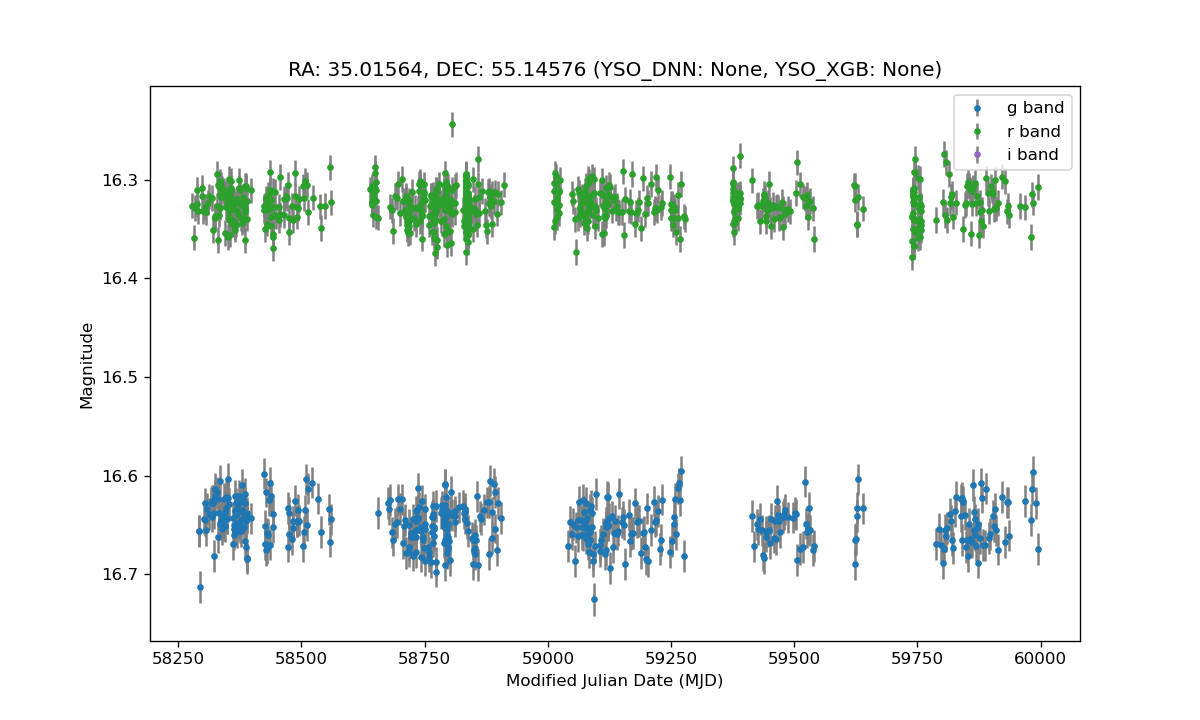 RA: 35.01564, DEC: 55.14576 (YSO_DNN: None, YSO_XGB: None)
g band
r band
i band
16.3
16.4
16.5
16.6
16.7
Magnitude
58250 58500 58750 59000 59250 59500 59750 60000
Modified Julian Date (MJD)